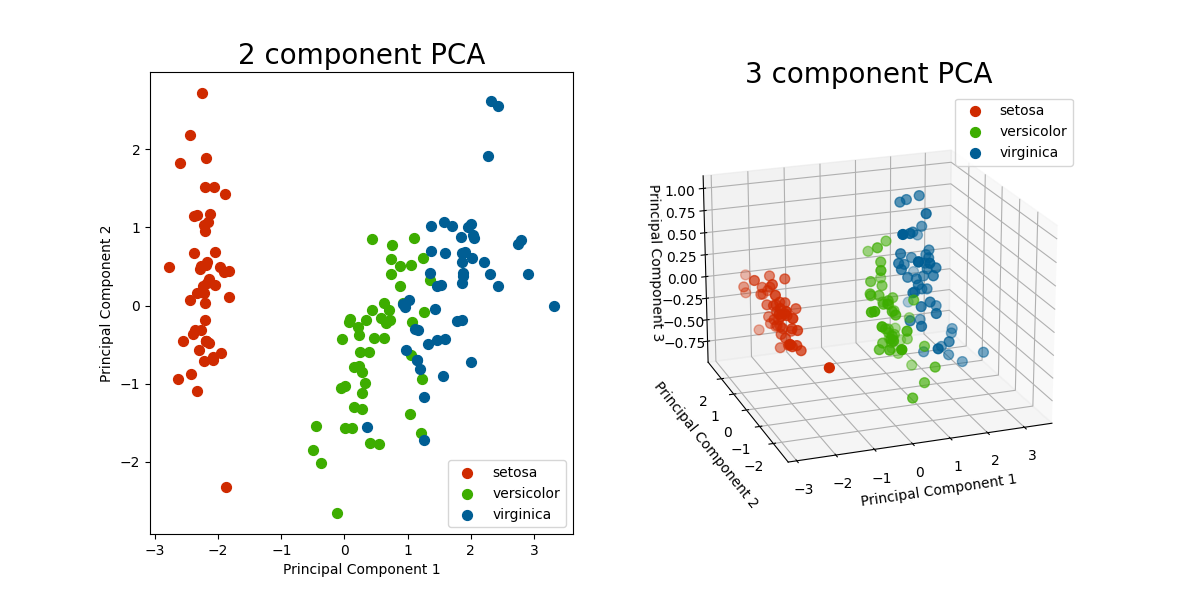 2 component PCA
2
1
0
−1
−2
Principal Component 2
−3
−2
−1
0
1
2
3
Principal Component 1
setosa
versicolor
virginica
3 component PCA
setosa
versicolor
virginica
1.00
0.75
0.50
0.25
0.00
−0.25
−0.50
−0.75
Principal Component 3
2
1
0
−1
−2
Principal Component 2
−3
−2
−1
0
1
2
3
Principal Component 1